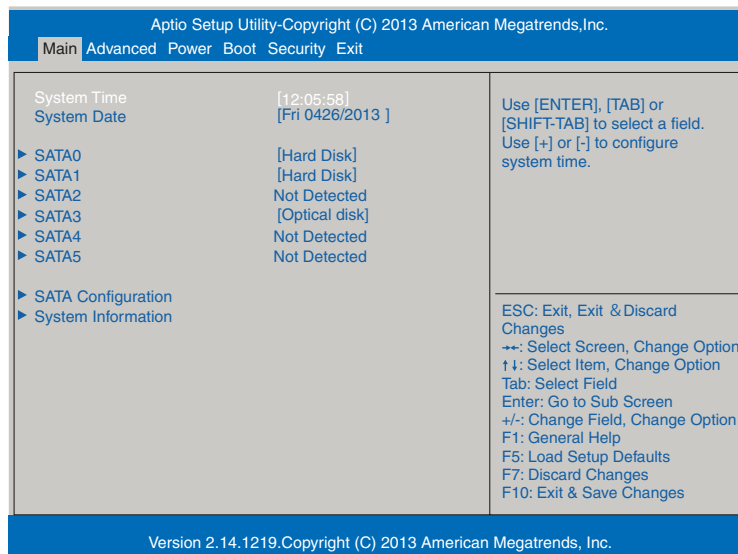 Aptio Setup Utility-Copyright (C) 2013 American Megatrends,Inc.
Main Advanced Power Boot Security Exit
System Time [12:05:58]
System Date [Fri 0426/2013 ]
▶ SATA0 [Hard Disk]
▶ SATA1 [Hard Disk]
▶ SATA2 Not Detected
▶ SATA3 [Optical disk]
▶ SATA4 Not Detected
▶ SATA5 Not Detected
▶ SATA Configuration
▶ System Information
Use [ENTER], [TAB] or
[SHIFT-TAB] to select a field.
Use [+] or [-] to configure
system time.
ESC: Exit, Exit & Discard
Changes
→←: Select Screen, Change Option
↑↓: Select Item, Change Option
Tab: Select Field
Enter: Go to Sub Screen
+/-: Change Field, Change Option
F1: General Help
F5: Load Setup Defaults
F7: Discard Changes
F10: Exit & Save Changes
Version 2.14.1219.Copyright (C) 2013 American Megatrends, Inc.